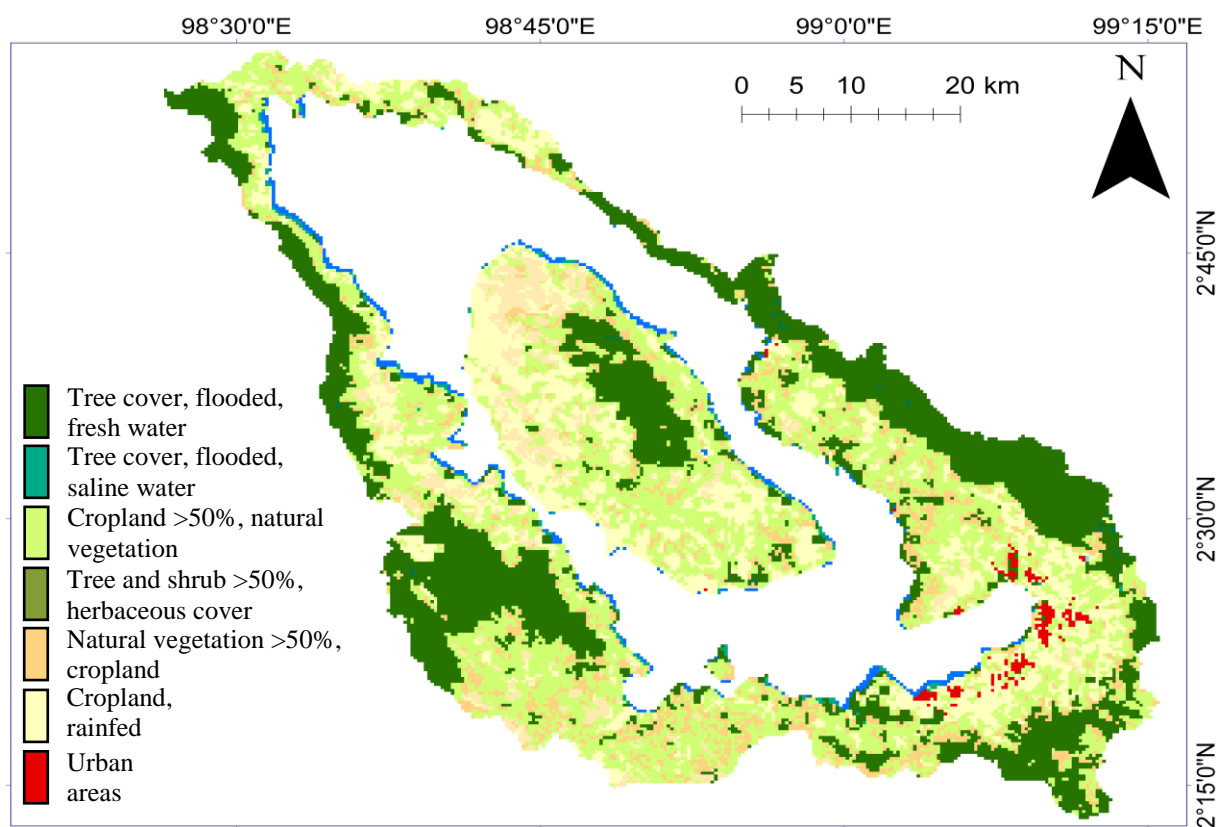 98°30'0"E 98°45'0"E 99°00'0"E 99°15'0"E
0 5 10 20 km
N
2°45'0"N
2°30'0"N
2°15'0"N
Tree cover, flooded,
fresh water
Tree cover, flooded,
saline water
Cropland >50%, natural
vegetation
Tree and shrub >50%,
herbaceous cover
Natural vegetation >50%,
cropland
Cropland,
rainfed
Urban
areas